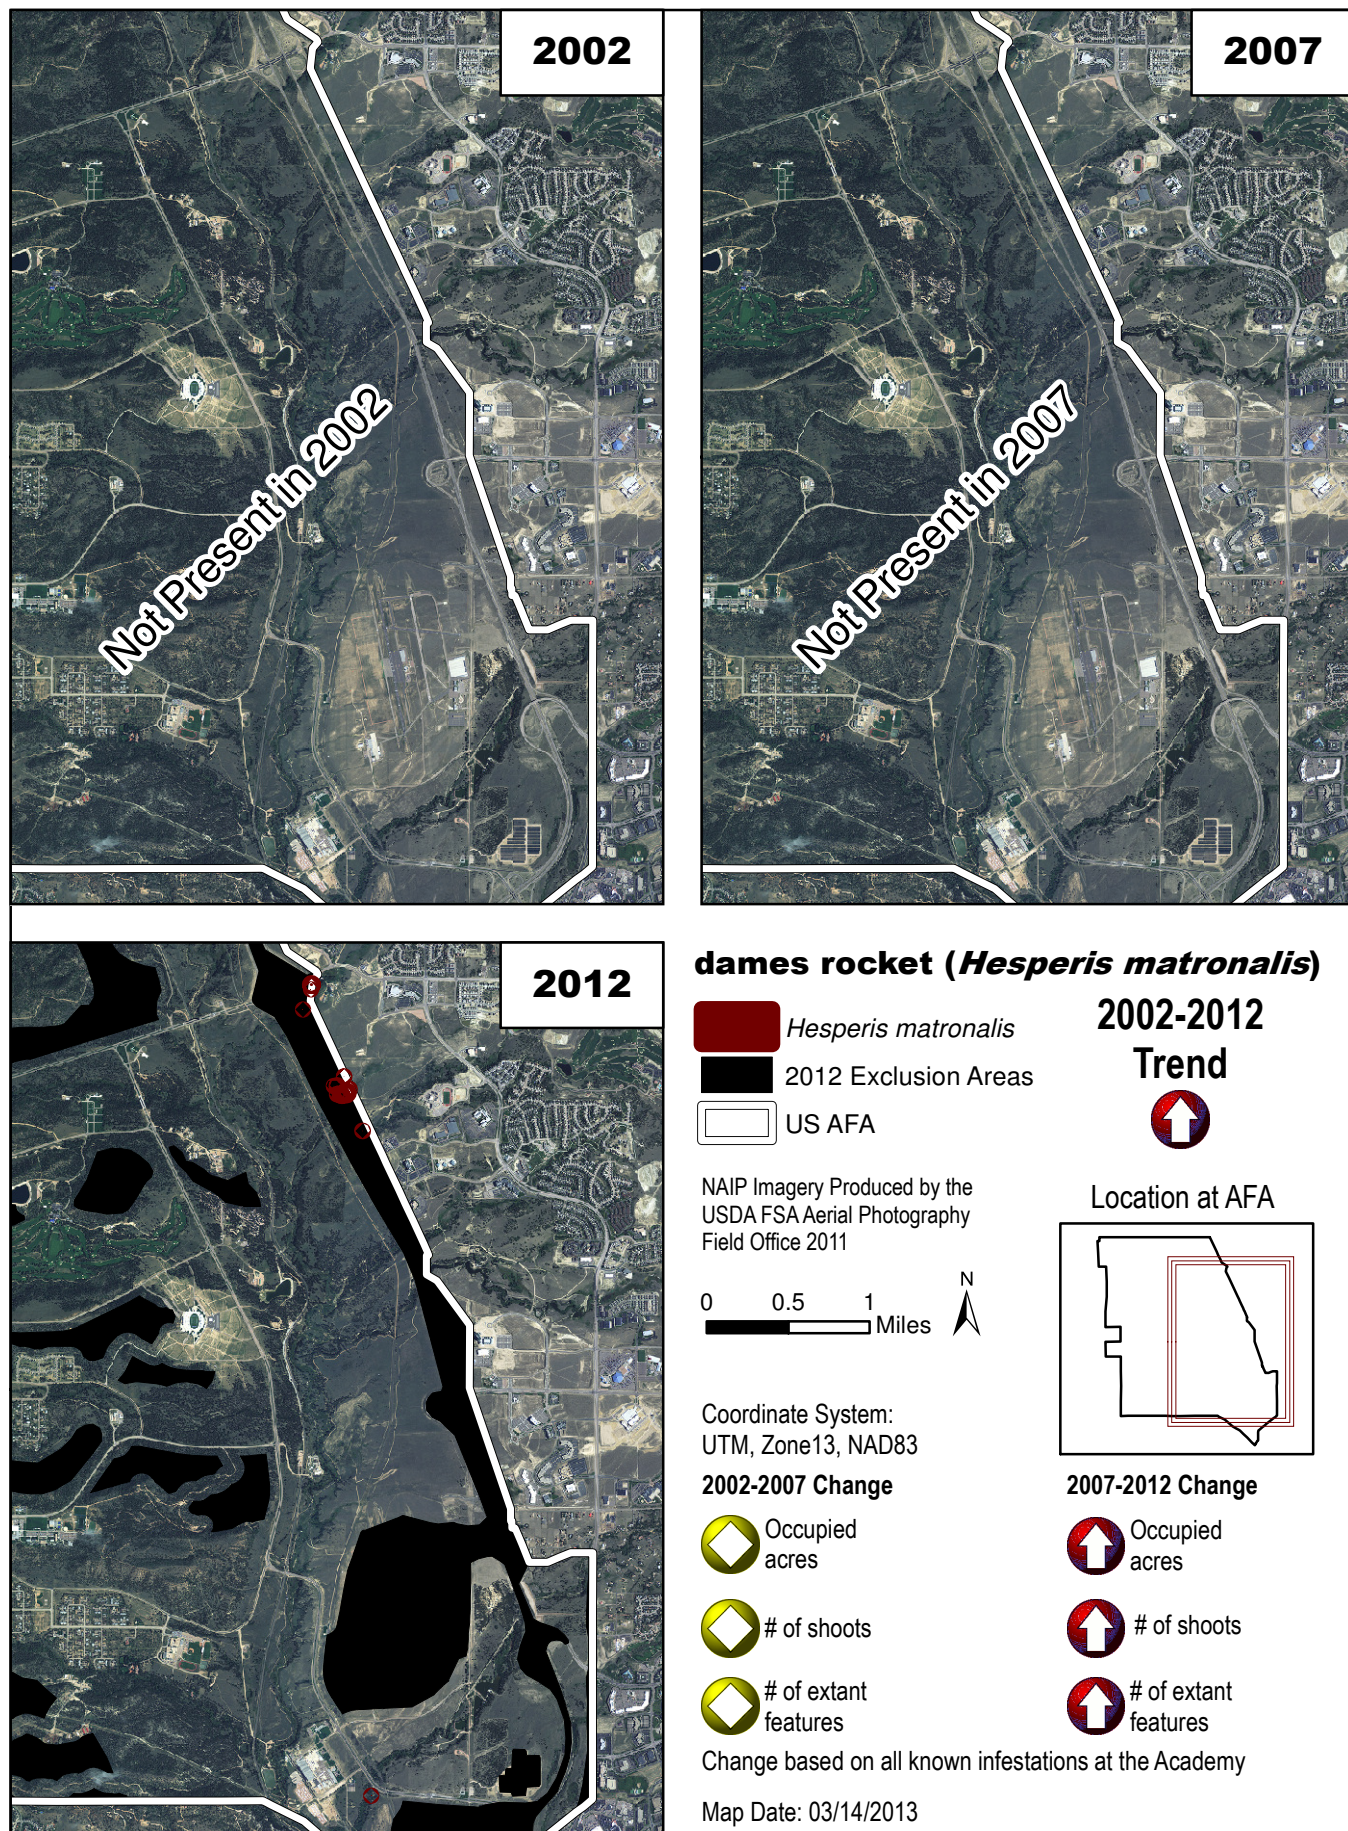 2002
Not Present in 2002
2007
Not Present in 2007
2012
dames rocket (Hesperis matronalis)
Hesperis matronalis
2012 Exclusion Areas
US AFA
2002-2012
Trend
NAIP Imagery Produced by the
USDA FSA Aerial Photography
Field Office 2011
0 0.5 1
Miles
N
Location at AFA
Coordinate System:
UTM, Zone13, NAD83
2002-2007 Change
Occupied
acres
# of shoots
# of extant
features
2007-2012 Change
Occupied
acres
# of shoots
# of extant
features
Change based on all known infestations at the Academy
Map Date: 03/14/2013